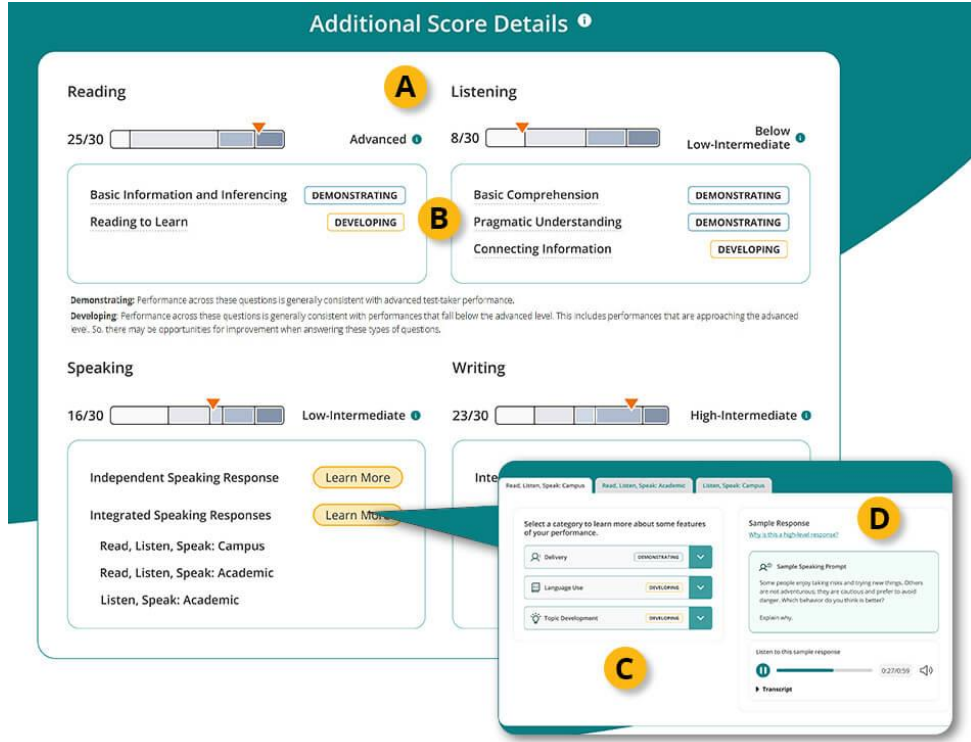 Additional Score Details
A
Reading
Listening
25/30
Advanced
8/30
Below
Low-Intermediate
Basic Information and Inferencing
DEMONSTRATING
Reading to Learn
DEVELOPING
B
Basic Comprehension
DEMONSTRATING
Pragmatic Understanding
DEMONSTRATING
Connecting Information
DEVELOPING
Demonstrating: Performance across these questions is generally consistent with advanced test-taker performance.
Developing: Performance across these questions is generally consistent with performances that fall below the advanced level. This includes performances that are approaching the advanced
level. So, there may be opportunities for improvement when answering these types of questions.
Speaking
Writing
16/30
Low-Intermediate
23/30
High-Intermediate
Independent Speaking Response
Learn More
Integrated Speaking Responses
Learn More
Read, Listen, Speak: Campus
Read, Listen, Speak: Academic
Listen, Speak: Academic
Inte
Read, Listen, Speak: Campus
Read, Listen, Speak: Academic
Listen, Speak: Campus
Select a category to learn more about some features
of your performance.
Delivery
DEMONSTRATING
Language Use
DEVELOPING
Topic Development
DEVELOPING
C
D
Sample Response
Why is this a high-level response?
Sample Speaking Prompt
Some people enjoy taking risks and trying new things. Others
are not adventurous; they are cautious and prefer to avoid
danger. Which behavior do you think is better?
Explain why.
Listen to this sample response
0:27/0:59
Transcript